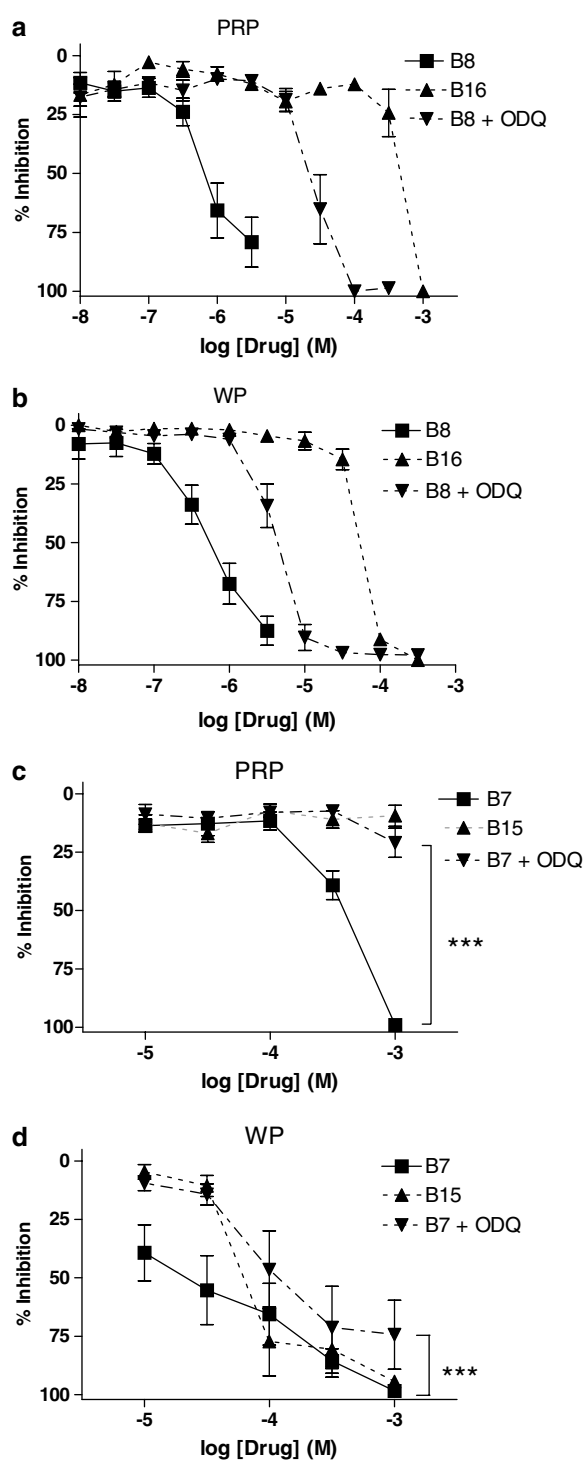 a
PRP
B8
B16
B8 + ODQ
0
25
50
75
100
% Inhibition
-8
-7
-6
-5
-4
-3
log [Drug] (M)
b
WP
B8
B16
B8 + ODQ
0
25
50
75
100
% Inhibition
-8
-7
-6
-5
-4
-3
log [Drug] (M)
c
PRP
B7
B15
B7 + ODQ
0
25
50
75
100
% Inhibition
***
-5
-4
-3
log [Drug] (M)
d
WP
B7
B15
B7 + ODQ
0
25
50
75
100
% Inhibition
***
-5
-4
-3
log [Drug] (M)